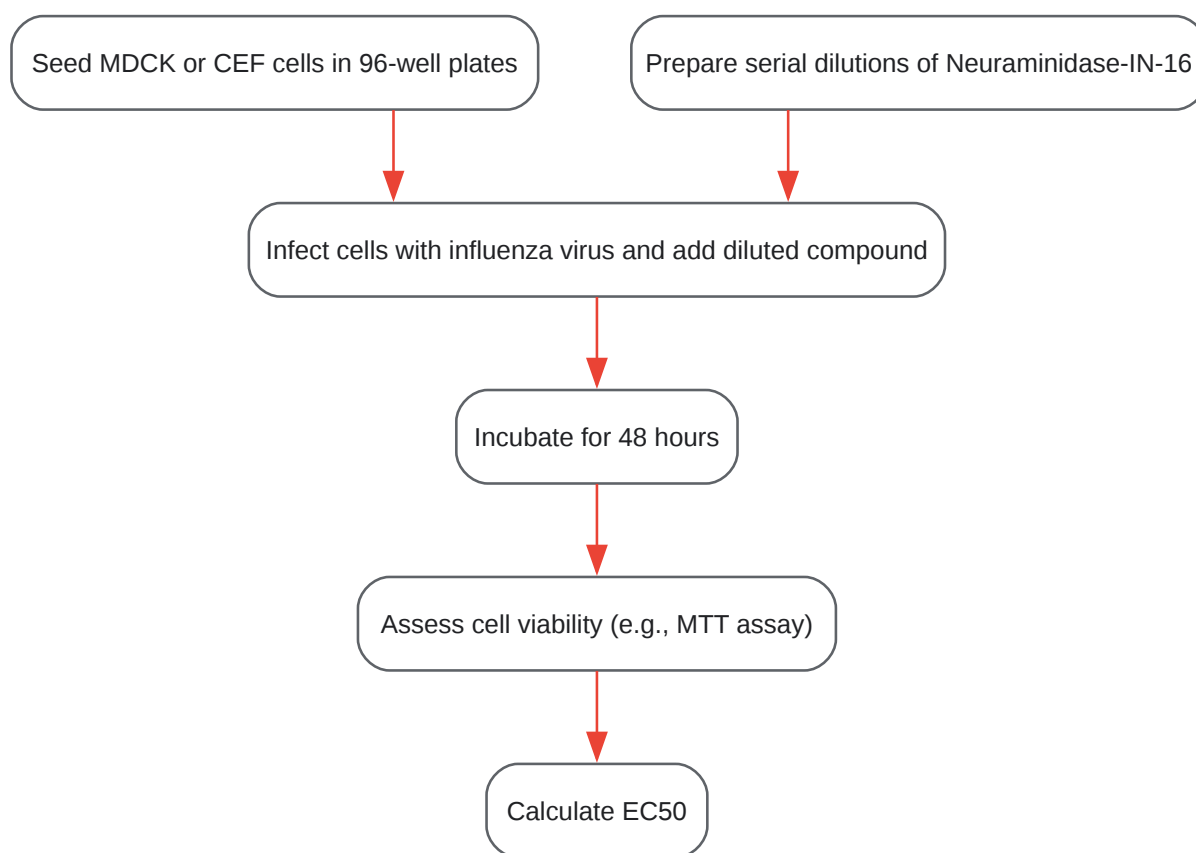 Seed MDCK or CEF cells in 96-well plates
Prepare serial dilutions of Neuraminidase-IN-16
Infect cells with influenza virus and add diluted compound
Incubate for 48 hours
Assess cell viability (e.g., MTT assay)
Calculate EC50